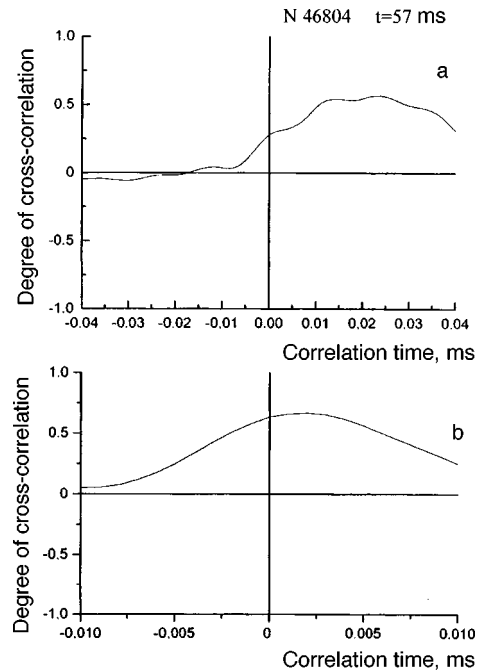 N 46804 t=57 ms
a
Degree of cross-correlation
1.0
0.5
0
-0.5
-1.0
-0.04 -0.03 -0.02 -0.01 0.00 0.01 0.02 0.03 0.04
Correlation time, ms
b
Degree of cross-correlation
1.0
0.5
0
-0.5
-1.0
-0.010 -0.005 0 0.005 0.010
Correlation time, ms